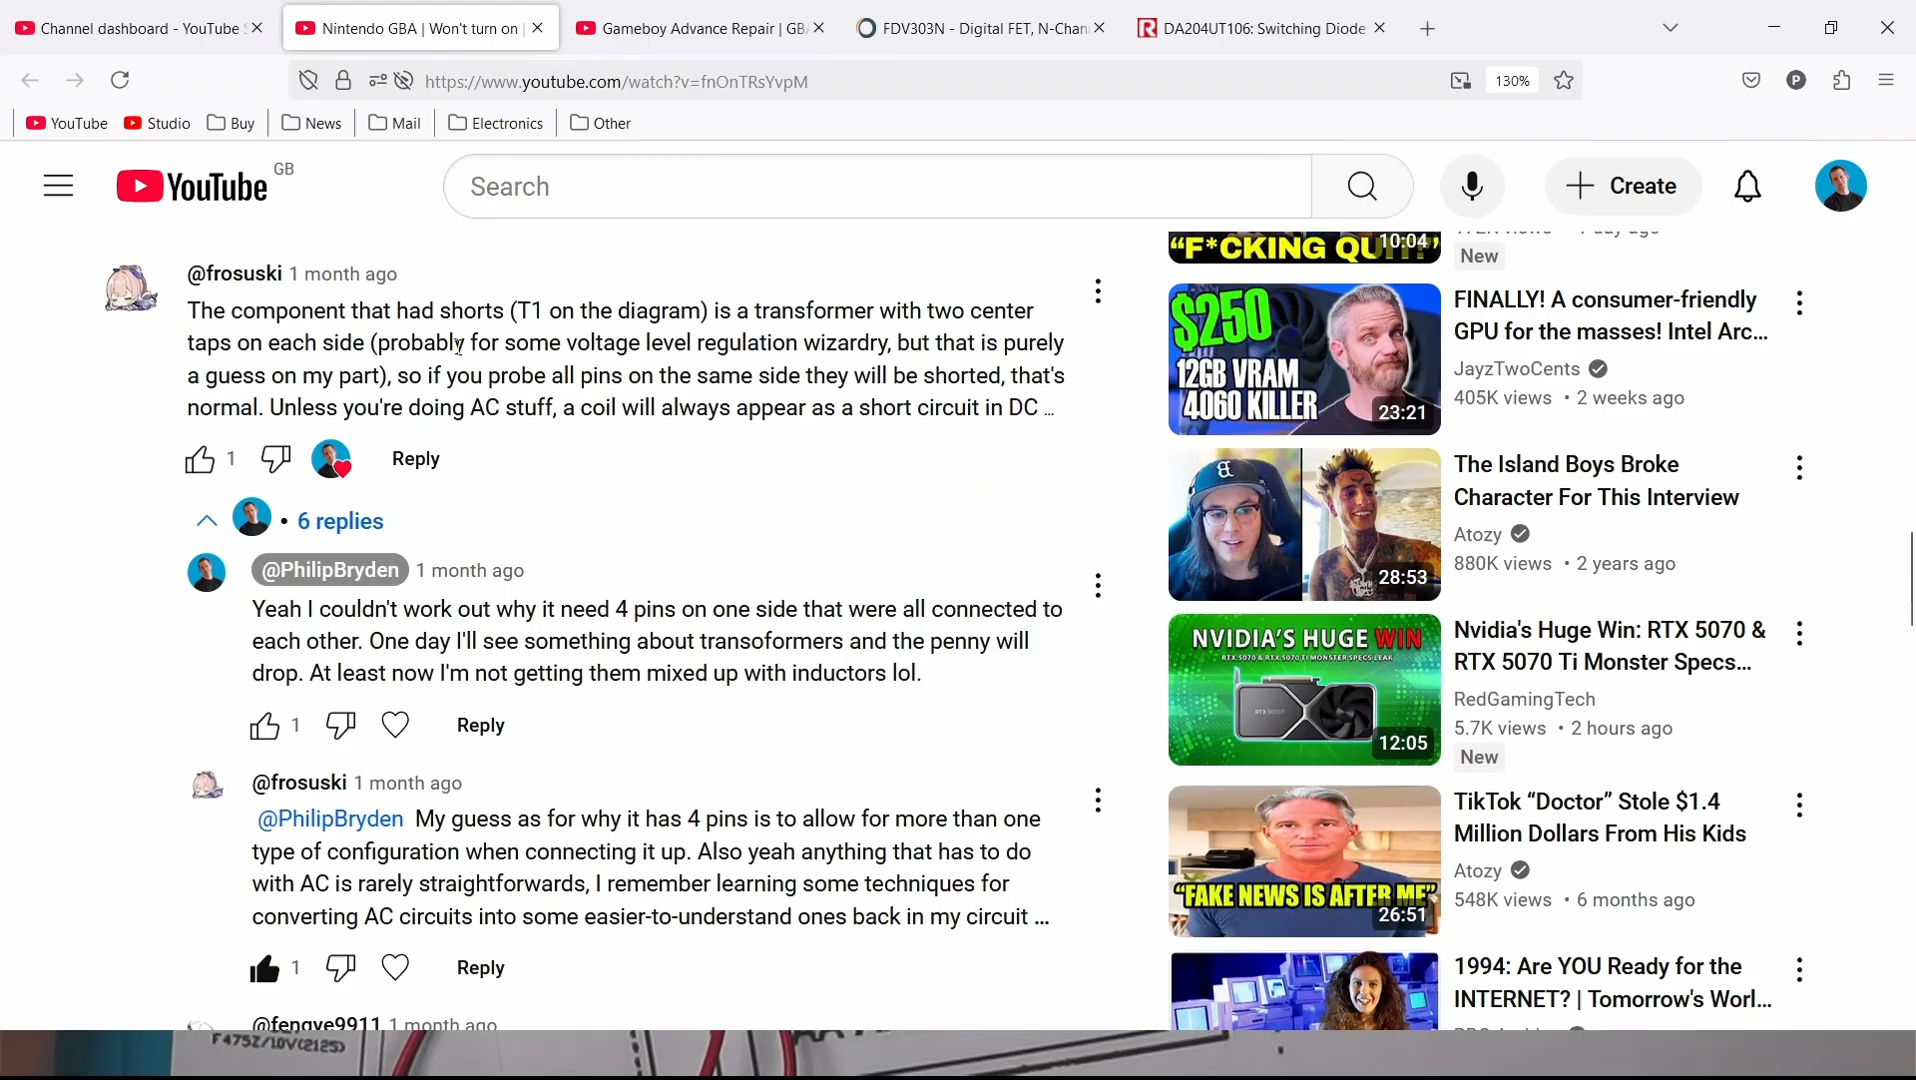 Channel dashboard - YouTube S
Nintendo GBA | Won't turn on |
Gameboy Advance Repair | GBA
FDV303N - Digital FET, N-Chan
DA204UT106: Switching Diode
https://www.youtube.com/watch?v=fnOnTRsYvpM
130%
P
YouTube
Studio
Buy
News
Mail
Electronics
Other
YouTube
GB
Search
Create
@frosuski 1 month ago
The component that had shorts (T1 on the diagram) is a transformer with two center
taps on each side (probably for some voltage level regulation wizardry, but that is purely
a guess on my part), so if you probe all pins on the same side they will be shorted, that's
normal. Unless you're doing AC stuff, a coil will always appear as a short circuit in DC ...
1
Reply
• 6 replies
@PhilipBryden 1 month ago
Yeah I couldn't work out why it need 4 pins on one side that were all connected to
each other. One day I'll see something about transoformers and the penny will
drop. At least now I'm not getting them mixed up with inductors lol.
1
Reply
@frosuski 1 month ago
@PhilipBryden My guess as for why it has 4 pins is to allow for more than one
type of configuration when connecting it up. Also yeah anything that has to do
with AC is rarely straightforwards, I remember learning some techniques for
converting AC circuits into some easier-to-understand ones back in my circuit ...
1
Reply
@fengye9911 1 month ago
"F*CKING QUIT!"
10:04
New
$250
12GB VRAM
4060 KILLER
23:21
FINALLY! A consumer-friendly
GPU for the masses! Intel Arc...
JayzTwoCents
405K views • 2 weeks ago
28:53
The Island Boys Broke
Character For This Interview
Atozy
880K views • 2 years ago
NVIDIA'S HUGE WIN
RTX 5070 & RTX 5070 TI MONSTER SPECS LEAK
12:05
Nvidia's Huge Win: RTX 5070 &
RTX 5070 Ti Monster Specs...
RedGamingTech
5.7K views • 2 hours ago
New
"FAKE NEWS IS AFTER ME"
26:51
TikTok “Doctor” Stole $1.4
Million Dollars From His Kids
Atozy
548K views • 6 months ago
1994: Are YOU Ready for the
INTERNET? | Tomorrow's Worl...
F475Z/10V(2125)